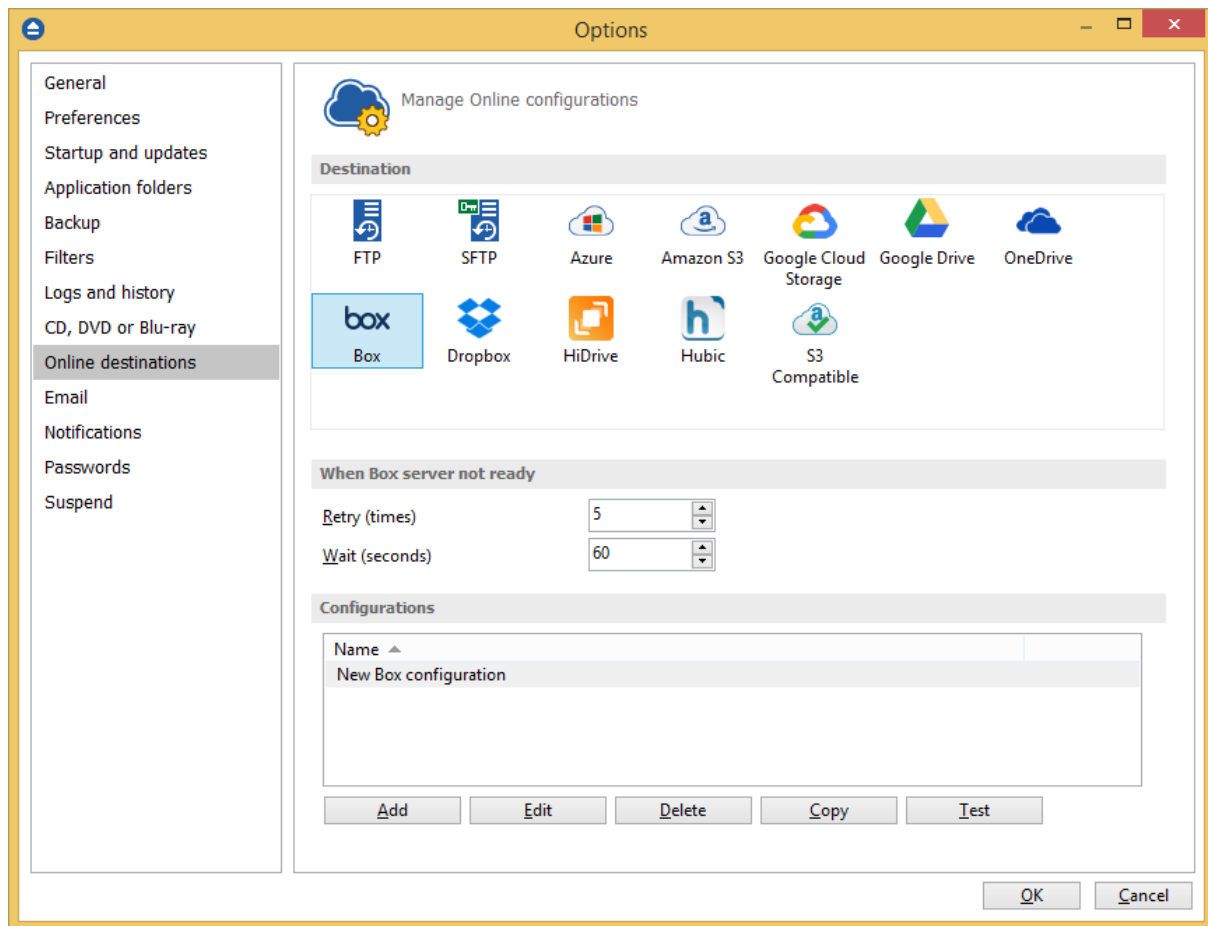 Options
General
Preferences
Startup and updates
Application folders
Backup
Filters
Logs and history
CD, DVD or Blu-ray
Online destinations
Email
Notifications
Passwords
Suspend
Manage Online configurations
Destination
FTP
SFTP
Azure
Amazon S3
Google Cloud
Storage
Google Drive
OneDrive
box
Box
Dropbox
HiDrive
Hubic
S3
Compatible
When Box server not ready
Retry (times) 5
Wait (seconds) 60
Configurations
Name
New Box configuration
Add Edit Delete Copy Test
OK Cancel